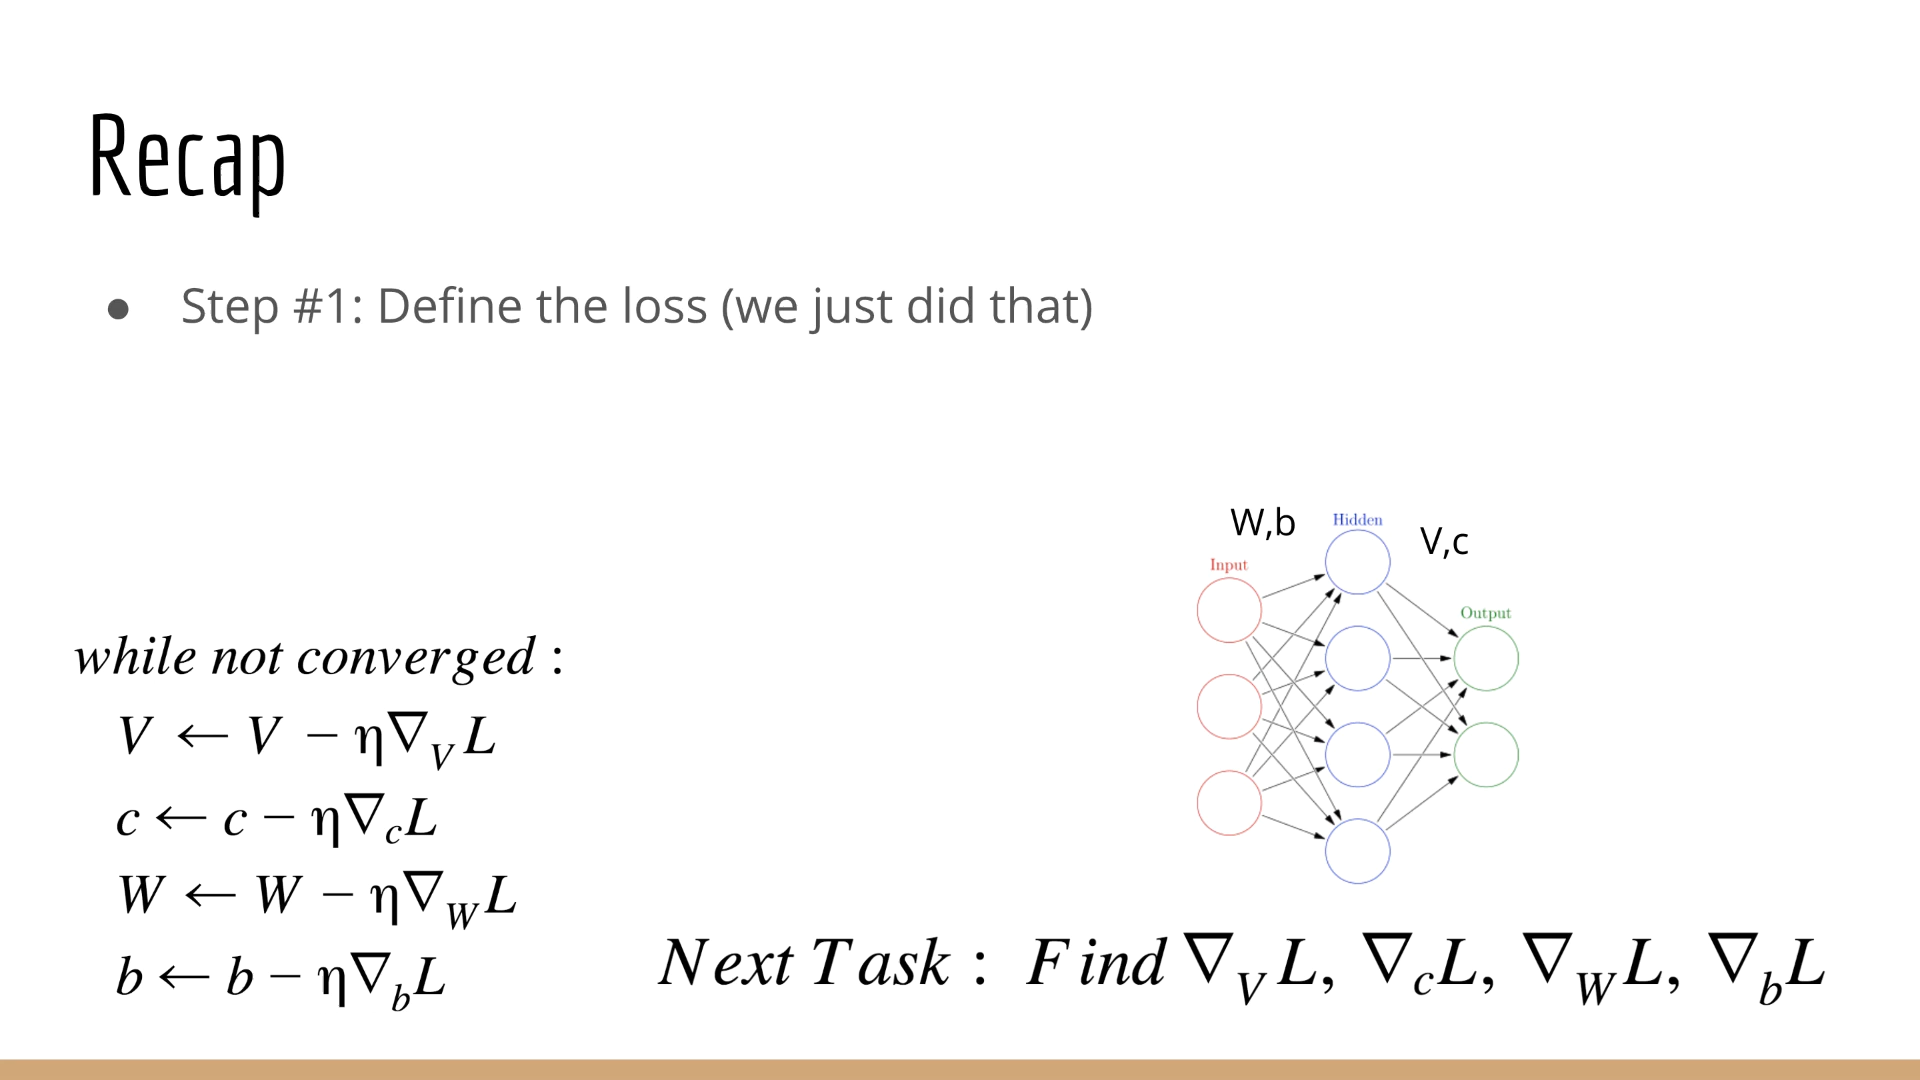 Recap
● Step #1: Define the loss (we just did that)
W,b
Hidden
V,c
Input
Output
while not converged :
V ← V − η∇_V L
c ← c − η∇_c L
W ← W − η∇_W L
b ← b − η∇_b L
Next Task : Find ∇_V L, ∇_c L, ∇_W L, ∇_b L